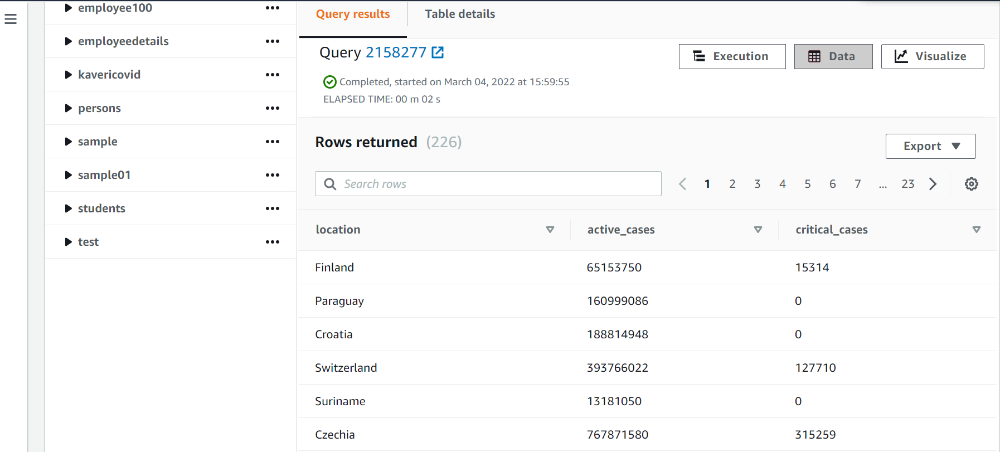 employee100
employeedetails
kavericovid
persons
sample
sample01
students
test
Query results
Table details
Query 2158277
Execution
Data
Visualize
Completed, started on March 04, 2022 at 15:59:55
ELAPSED TIME: 00 m 02 s
Rows returned (226)
Export
Search rows
1 2 3 4 5 6 7 ... 23
location active_cases critical_cases
Finland 65153750 15314
Paraguay 160999086 0
Croatia 188814948 0
Switzerland 393766022 127710
Suriname 13181050 0
Czechia 767871580 315259